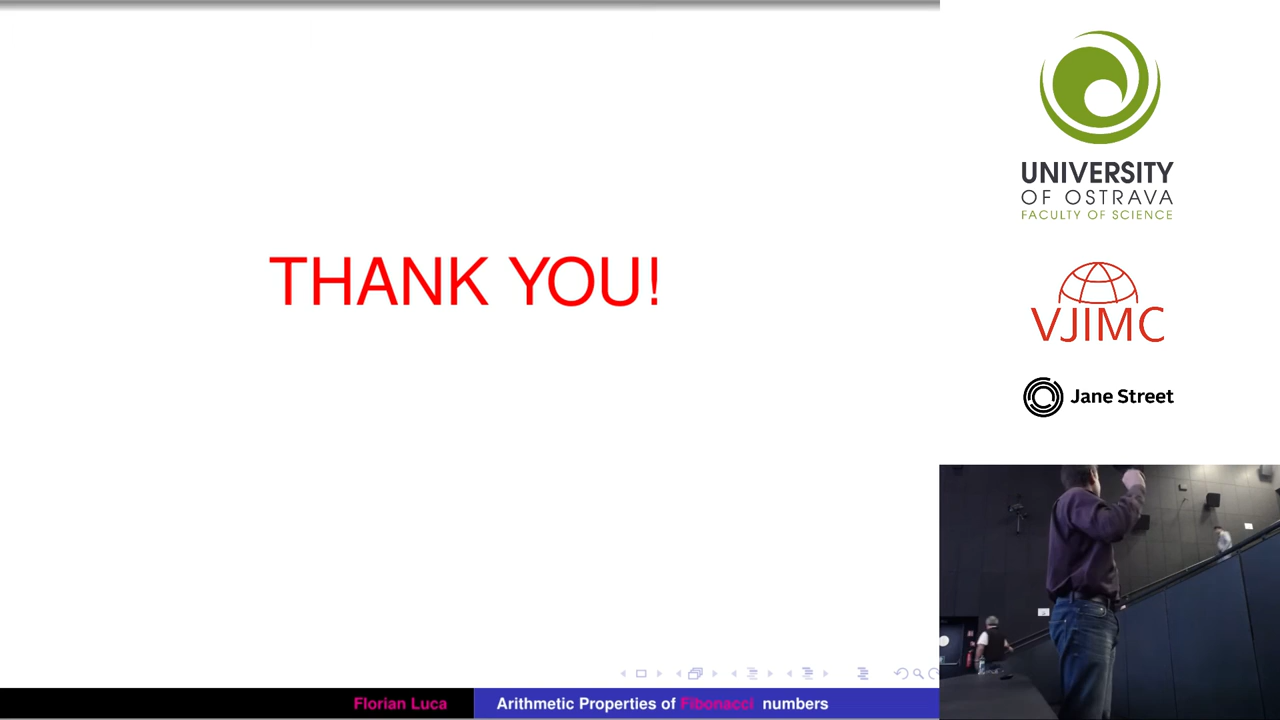 THANK YOU!
Florian Luca
Arithmetic Properties of Fibonacci numbers
UNIVERSITY
OF OSTRAVA
FACULTY OF SCIENCE
VJIMC
Jane Street